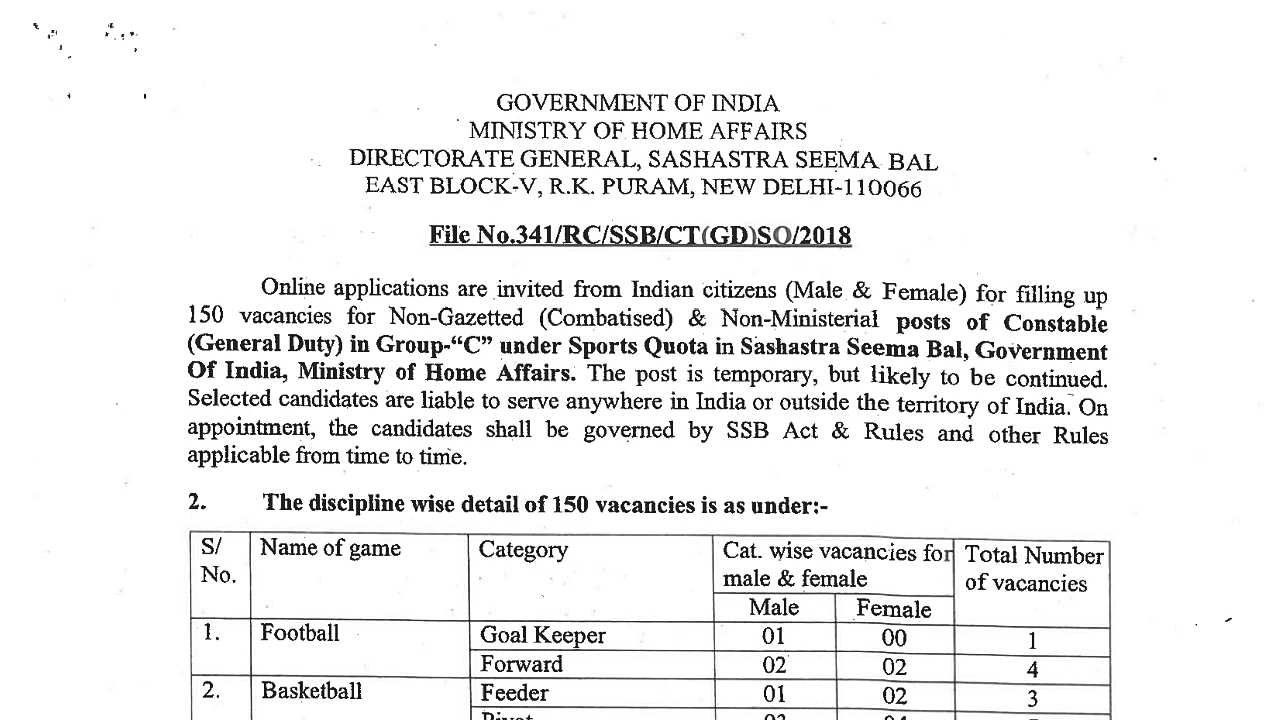 GOVERNMENT OF INDIA
MINISTRY OF HOME AFFAIRS
DIRECTORATE GENERAL, SASHASTRA SEEMA BAL
EAST BLOCK-V, R.K. PURAM, NEW DELHI-110066
File No.341/RC/SSB/CT(GD)SO/2018
Online applications are invited from Indian citizens (Male & Female) for filling up
150 vacancies for Non-Gazetted (Combatised) & Non-Ministerial posts of Constable
(General Duty) in Group-“C” under Sports Quota in Sashastra Seema Bal, Government
Of India, Ministry of Home Affairs. The post is temporary, but likely to be continued.
Selected candidates are liable to serve anywhere in India or outside the territory of India. On
appointment, the candidates shall be governed by SSB Act & Rules and other Rules
applicable from time to time.
2. The discipline wise detail of 150 vacancies is as under:-
S/ No. Name of game Category Cat. wise vacancies for male & female Total Number of vacancies
Male Female
1. Football Goal Keeper 01 00 1
Forward 02 02 4
2. Basketball Feeder 01 02 3